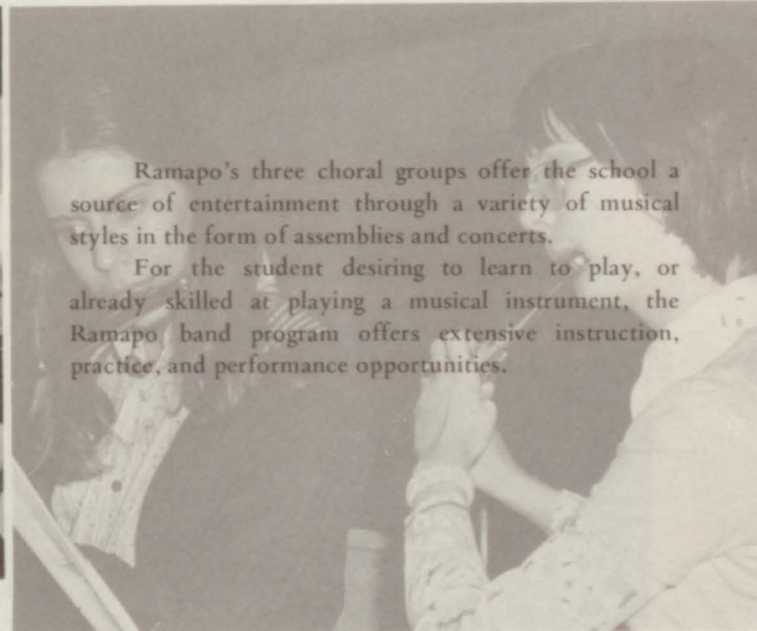 Ramapo's three choral groups offer the school a
source of entertainment through a variety of musical
styles in the form of assemblies and concerts.
For the student desiring to learn to play, or
already skilled at playing a musical instrument, the
Ramapo band program offers extensive instruction,
practice, and performance opportunities.